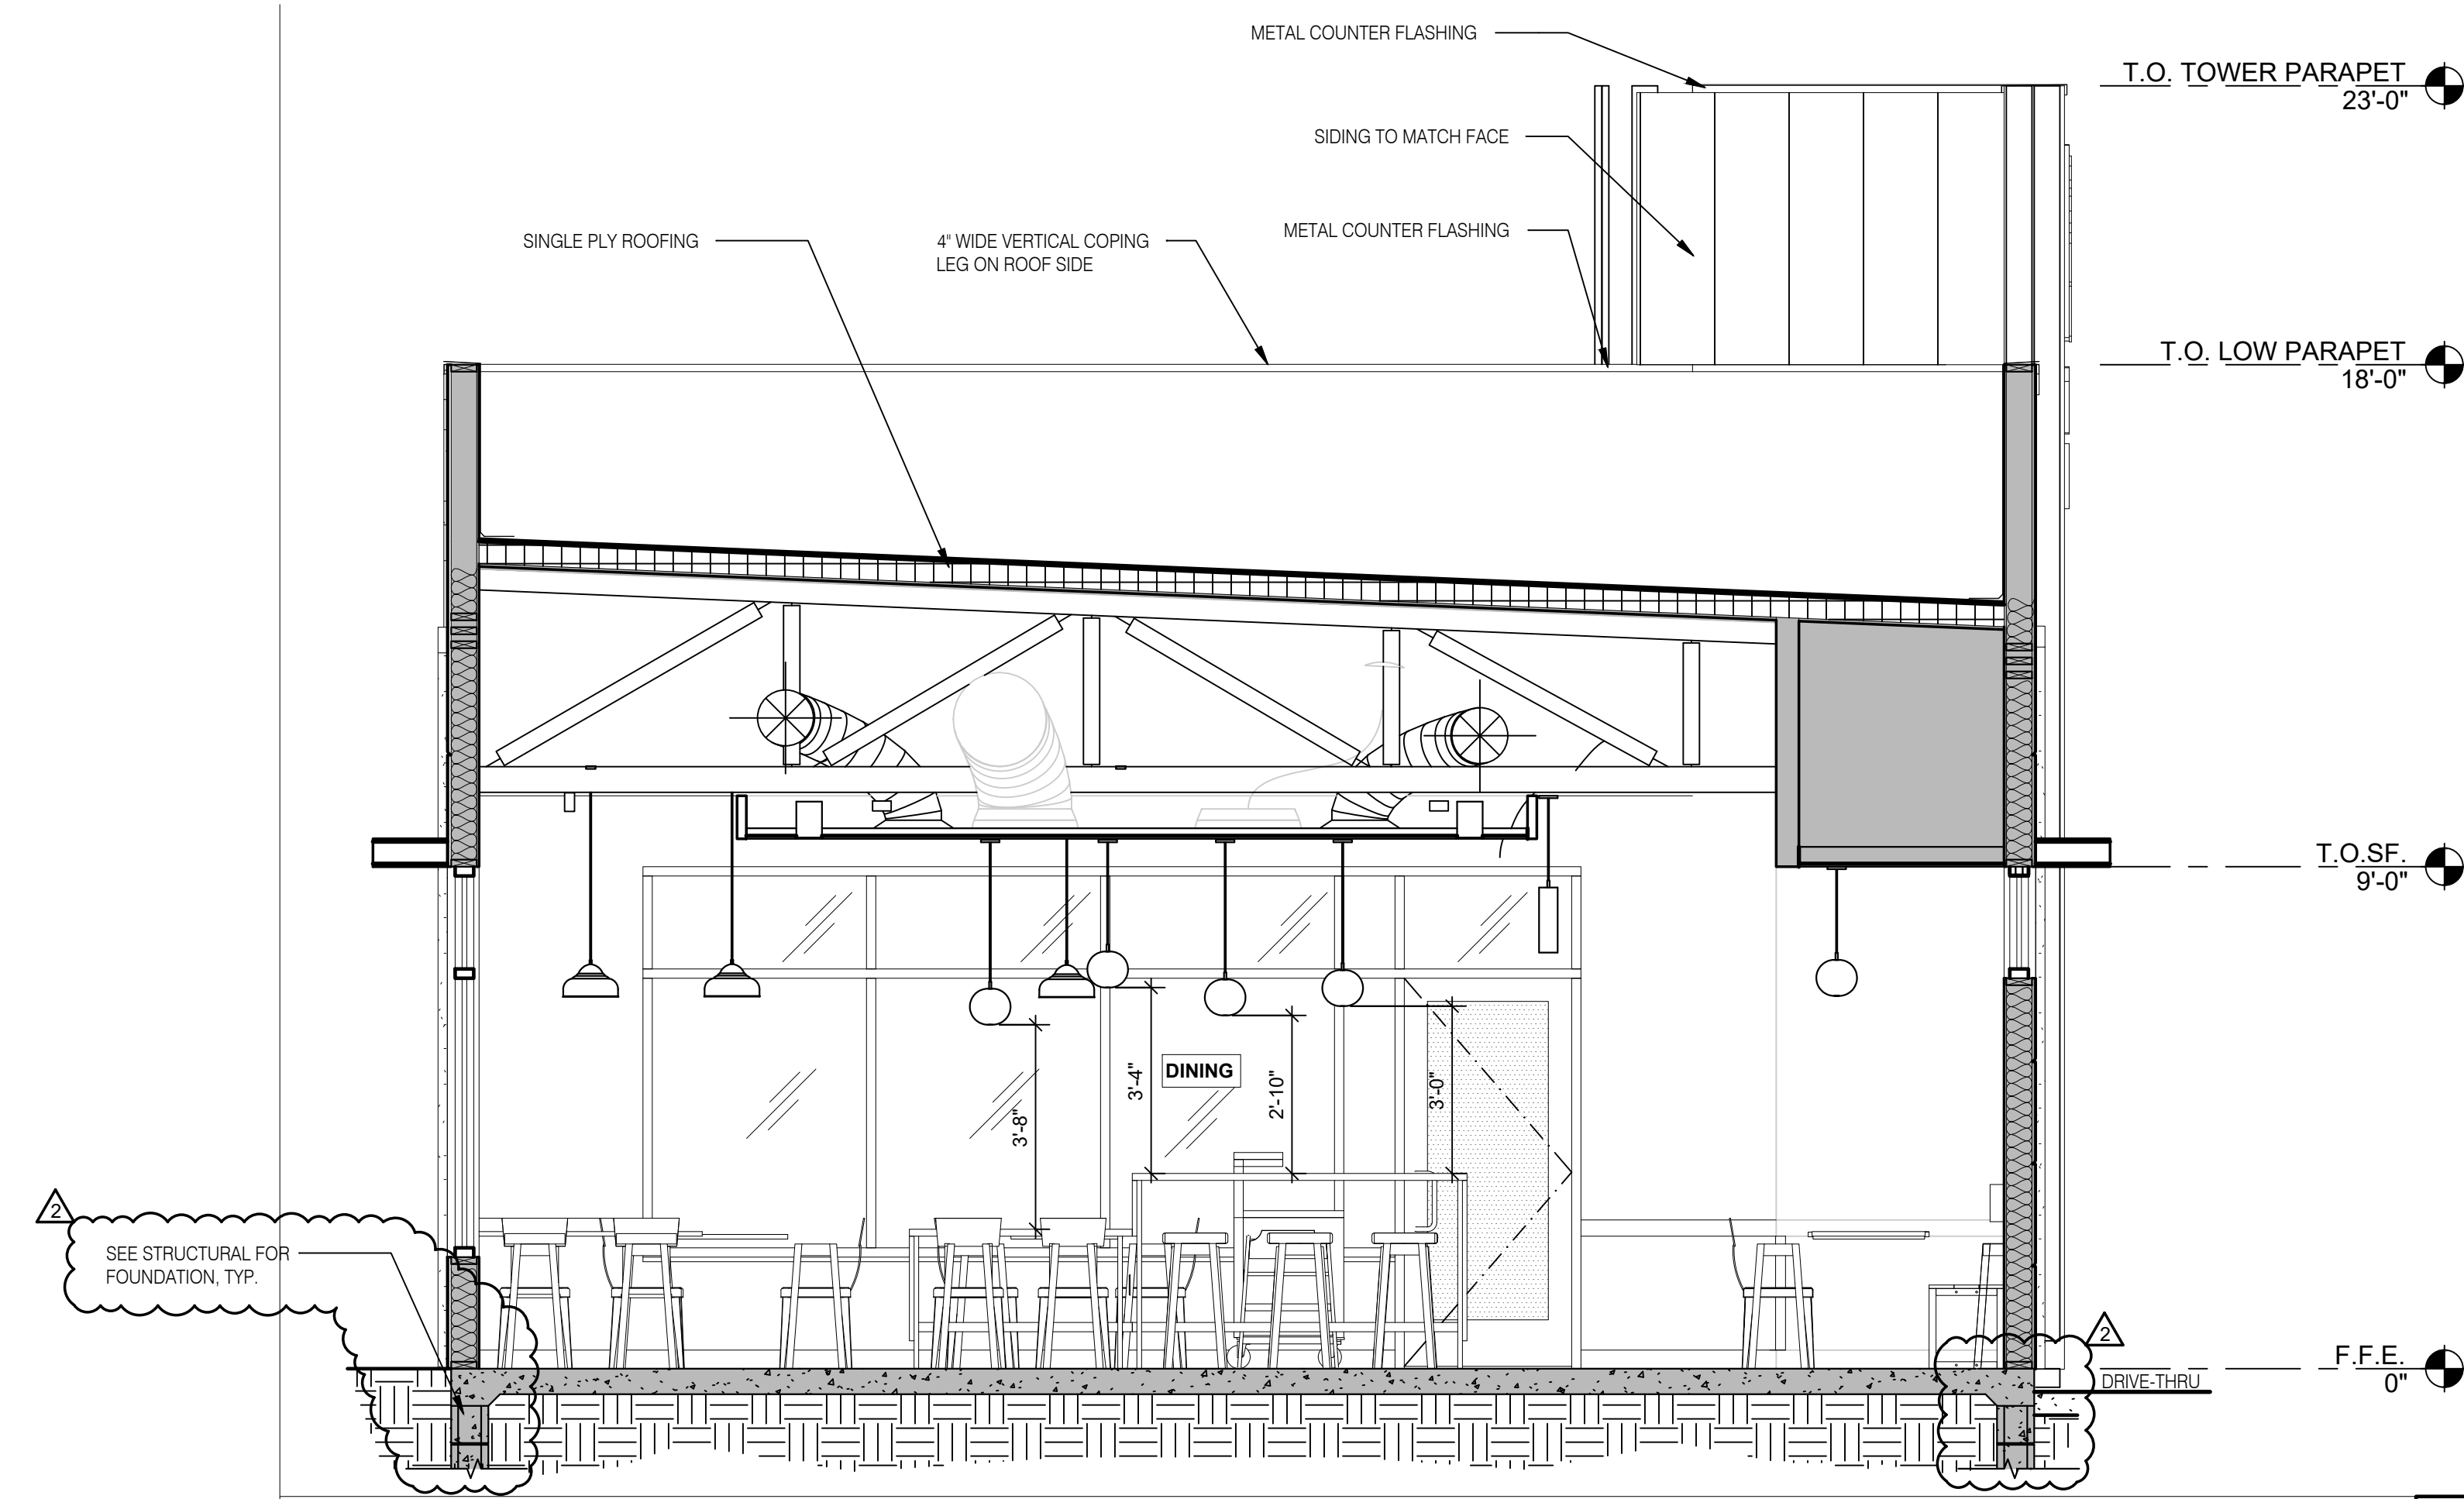 METAL COUNTER FLASHING
T.O. TOWER PARAPET
23'-0"
SIDING TO MATCH FACE
METAL COUNTER FLASHING
SINGLE PLY ROOFING
4" WIDE VERTICAL COPING
LEG ON ROOF SIDE
T.O. LOW PARAPET
18'-0"
T.O.SF.
9'-0"
DINING
3'-8"
3'-4"
2'-10"
3'-0"
2
SEE STRUCTURAL FOR
FOUNDATION, TYP.
2
F.F.E.
0"
DRIVE-THRU